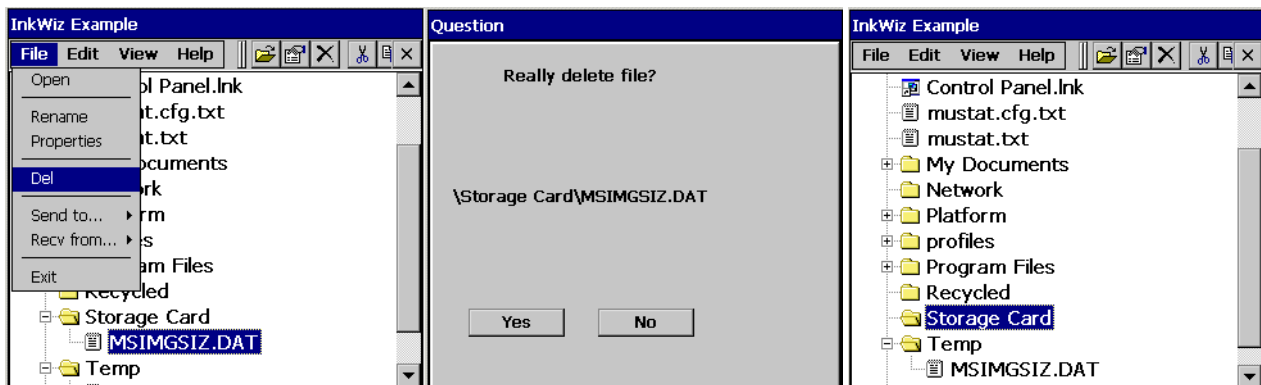 InkWiz Example
File Edit View Help
Open
Rename
Properties
Del
Send to...
Recv from...
Exit
ol Panel.lnk
t.cfg.txt
t.txt
ocuments
rk
rm
s
am Files
Recycled
Storage Card
MSIMGSIZ.DAT
Temp
Question
Really delete file?
\Storage Card\MSIMGSIZ.DAT
Yes No
InkWiz Example
File Edit View Help
Control Panel.lnk
mustat.cfg.txt
mustat.txt
My Documents
Network
Platform
profiles
Program Files
Recycled
Storage Card
Temp
MSIMGSIZ.DAT